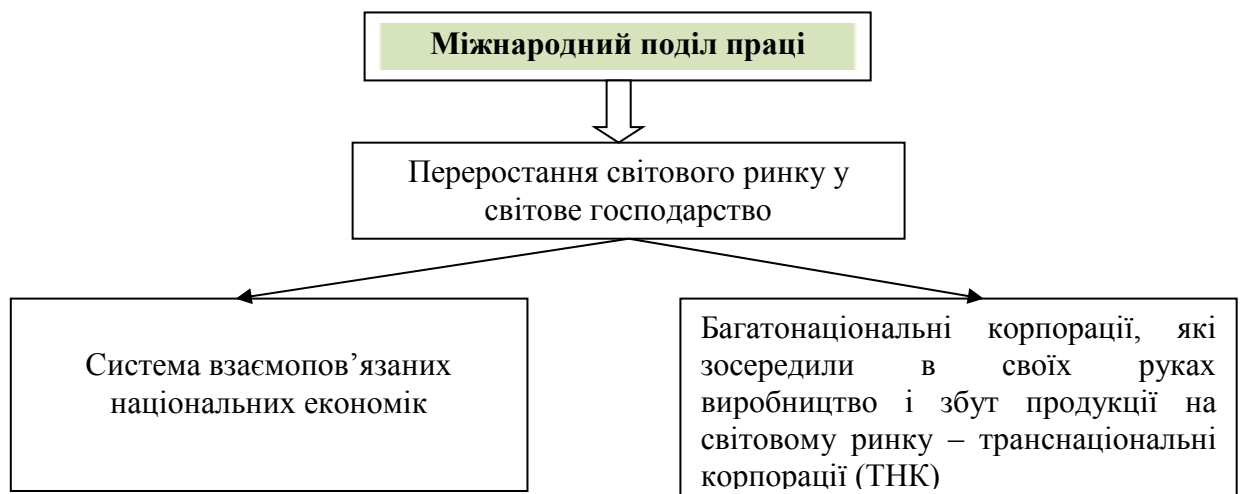 Міжнародний поділ праці
Переростання світового ринку у
світове господарство
Система взаємопов’язаних
національних економік
Багатонаціональні корпорації, які
зосередили в своїх руках
виробництво і збут продукції на
світовому ринку – транснаціональні
корпорації (ТНК)